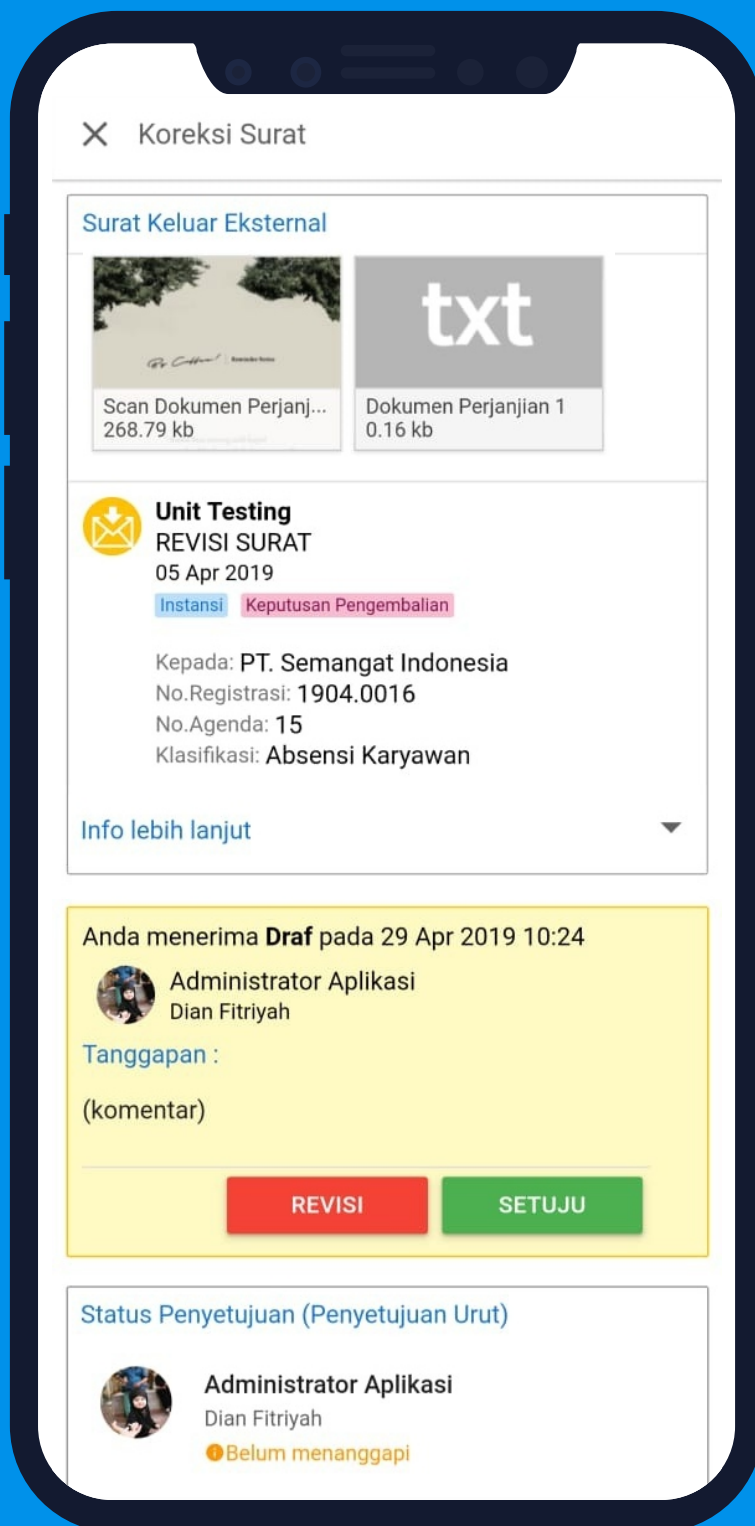 Koreksi Surat
Surat Keluar Eksternal
txt
Scan Dokumen Perjanj...
268.79 kb
Dokumen Perjanjian 1
0.16 kb
Unit Testing
REVISI SURAT
05 Apr 2019
Instansi Keputusan Pengembalian
Kepada: PT. Semangat Indonesia
No.Registrasi: 1904.0016
No.Agenda: 15
Klasifikasi: Absensi Karyawan
Info lebih lanjut
Anda menerima Draf pada 29 Apr 2019 10:24
Administrator Aplikasi
Dian Fitriyah
Tanggapan :
(komentar)
REVISI SETUJU
Status Penyetujuan (Penyetujuan Urut)
Administrator Aplikasi
Dian Fitriyah
Belum menanggapi